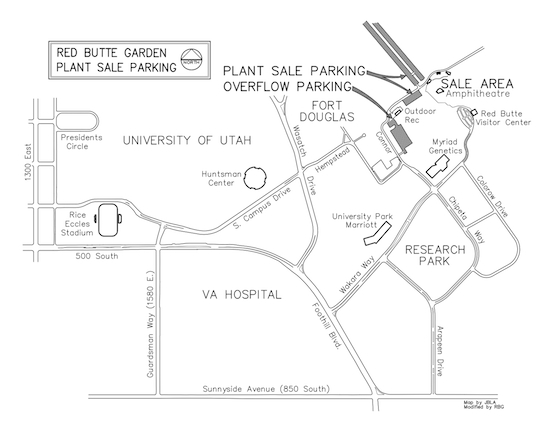 RED BUTTE GARDEN
PLANT SALE PARKING
NORTH
PLANT SALE PARKING
OVERFLOW PARKING
SALE AREA
Amphitheatre
FORT
DOUGLAS
Outdoor
Rec
Red Butte
Visitor Center
Presidents
Circle
UNIVERSITY OF UTAH
Wasatch
Drive
Hempstead
Connor
Myriad
Genetics
1300 East
Huntsman
Center
S. Campus Drive
Colorow Drive
Chipeta
Way
Rice
Eccles
Stadium
University Park
Marriott
500 South
RESEARCH
PARK
Wakara Way
VA HOSPITAL
Guardsman Way (1580 E.)
Foothill Blvd.
Arapeen Drive
Sunnyside Avenue (850 South)
Map by JBLA
Modified by RBG